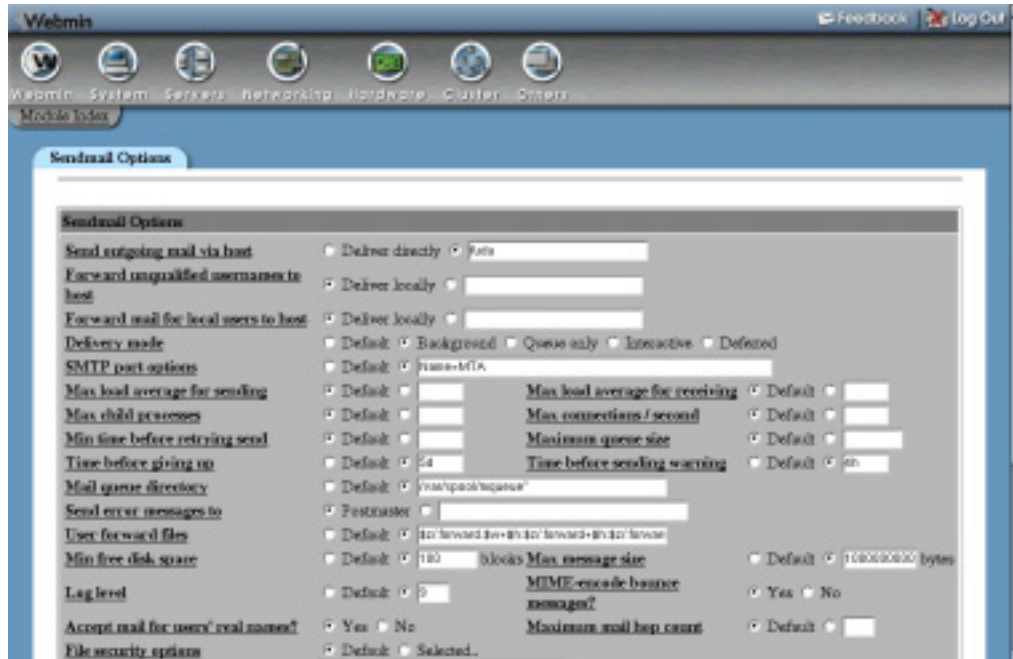 Webmin
Feedback Log Out
Webmin System Servers Networking Hardware Cluster Others
Module Index
Sendmail Options
Sendmail Options
Send outgoing mail via host Deliver directly
Forward unqualified usernames to host Deliver locally
Forward mail for local users to host Deliver locally
Delivery mode Default Background Queue only Interactive Deferred
SMTP port options Default Name=MTA
Max load average for sending Default Max load average for receiving Default
Max child processes Default Max connections / second Default
Min time before retrying send Default Maximum queue size Default
Time before giving up Default 5d Time before sending warning Default 4h
Mail queue directory Default /var/spool/mqueue*
Send error messages to Postmaster
User forward files Default
Min free disk space Default 100 blocks Max message size Default bytes
Log level Default 9 MIME-encode bounce messages? Yes No
Accept mail for users' real names? Yes No Maximum mail hop count Default
File security options Default Selected..